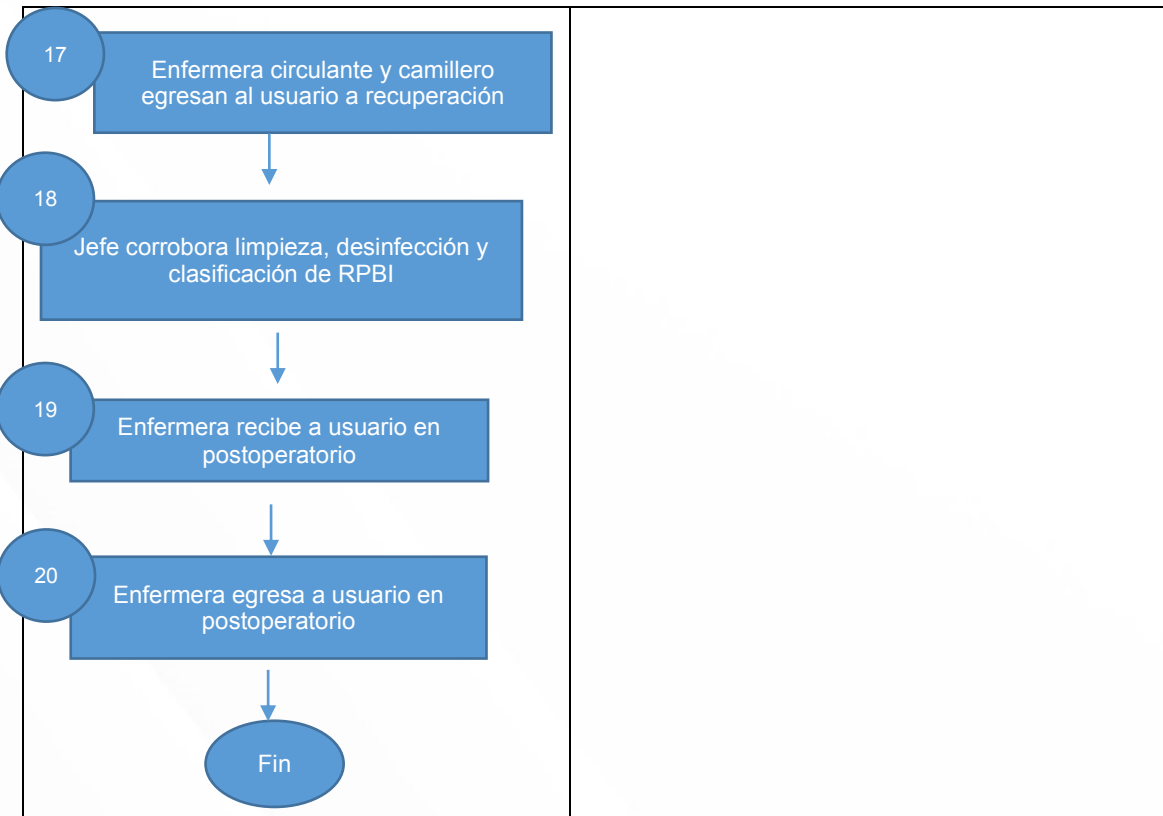 17
Enfermera circulante y camillero
egresan al usuario a recuperación
18
Jefe corrobora limpieza, desinfección y
clasificación de RPBI
19
Enfermera recibe a usuario en
postoperatorio
20
Enfermera egresa a usuario en
postoperatorio
Fin